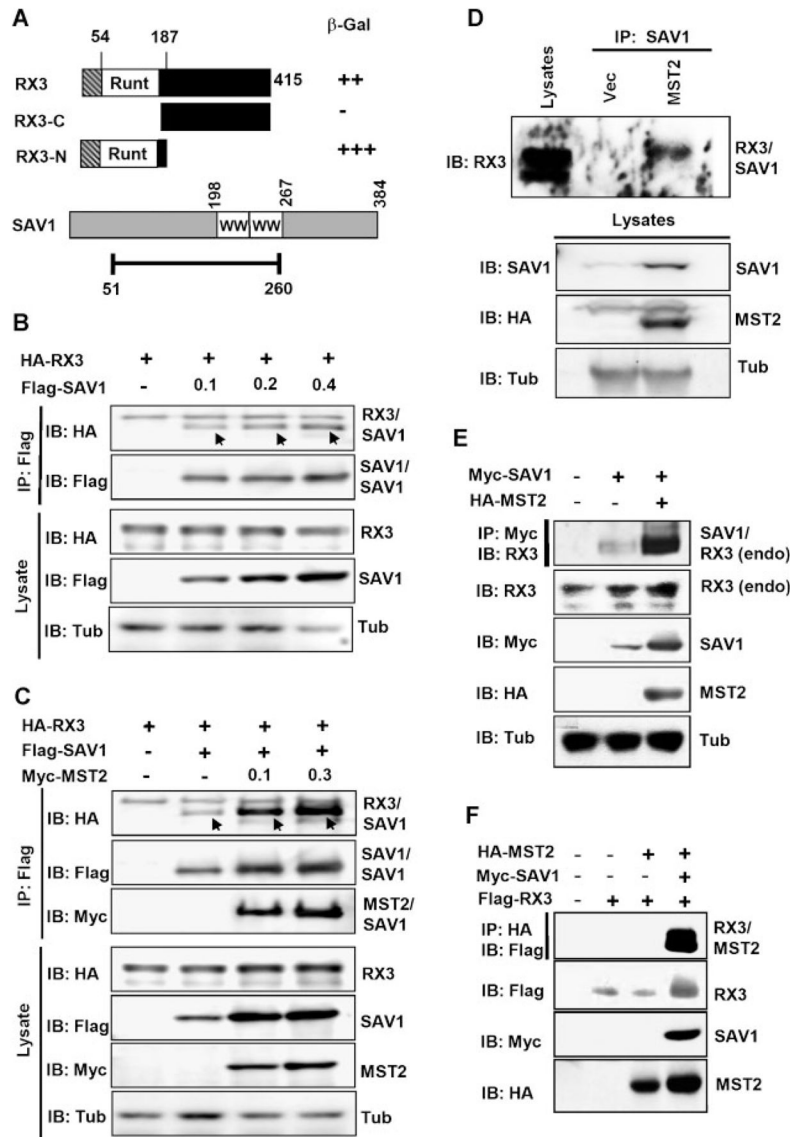 A
54 187 β-Gal
RX3 Runt 415 ++
RX3-C -
RX3-N Runt +++
198 267 384
SAV1 WW WW
51 260
B
HA-RX3 + + + +
Flag-SAV1 - 0.1 0.2 0.4
IP: Flag
IB: HA RX3/
SAV1
IB: Flag SAV1/
SAV1
Lysate
IB: HA RX3
IB: Flag SAV1
IB: Tub Tub
C
HA-RX3 + + + +
Flag-SAV1 - + + +
Myc-MST2 - - 0.1 0.3
IP: Flag
IB: HA RX3/
SAV1
IB: Flag SAV1/
SAV1
IB: Myc MST2/
SAV1
Lysate
IB: HA RX3
IB: Flag SAV1
IB: Myc MST2
IB: Tub Tub
D
IP: SAV1
Lysates Vec MST2
IB: RX3 RX3/
SAV1
Lysates
IB: SAV1 SAV1
IB: HA MST2
IB: Tub Tub
E
Myc-SAV1 - + +
HA-MST2 - - +
IP: Myc SAV1/
IB: RX3 RX3 (endo)
IB: RX3 RX3 (endo)
IB: Myc SAV1
IB: HA MST2
IB: Tub Tub
F
HA-MST2 - - + +
Myc-SAV1 - - - +
Flag-RX3 - + + +
IP: HA RX3/
IB: Flag MST2
IB: Flag RX3
IB: Myc SAV1
IB: HA MST2